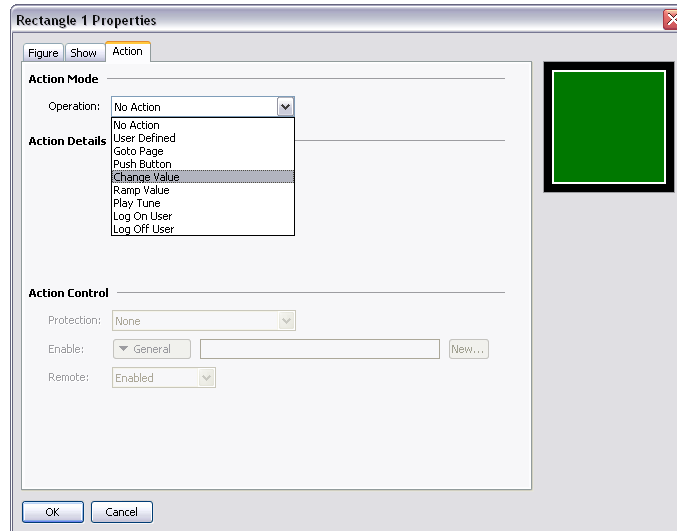 Rectangle 1 Properties
Figure Show Action
Action Mode
Operation: No Action
No Action
User Defined
Action Details
Goto Page
Push Button
Change Value
Ramp Value
Play Tune
Log On User
Log Off User
Action Control
Protection: None
Enable: General New...
Remote: Enabled
OK Cancel